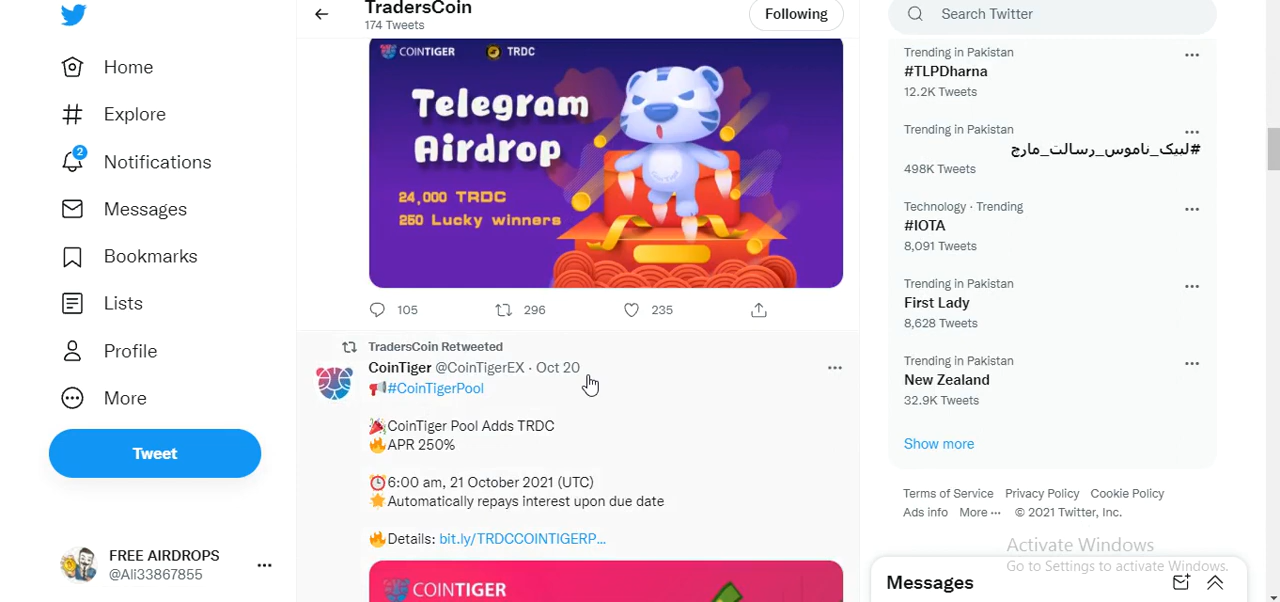 Home
Explore
2
Notifications
Messages
Bookmarks
Lists
Profile
More
Tweet
FREE AIRDROPS
@Ali33867855
TradersCoin
174 Tweets
Following
COINTIGER TRDC
Telegram
Airdrop
24,000 TRDC
250 Lucky winners
105 296 235
TradersCoin Retweeted
CoinTiger @CoinTigerEX · Oct 20
#CoinTigerPool
CoinTiger Pool Adds TRDC
APR 250%
6:00 am, 21 October 2021 (UTC)
Automatically repays interest upon due date
Details: bit.ly/TRDCCOINTIGERP...
COINTIGER
Search Twitter
Trending in Pakistan
#TLPDharna
12.2K Tweets
Trending in Pakistan
#لبیک_ناموس_رسالت_مارچ
498K Tweets
Technology · Trending
#IOTA
8,091 Tweets
Trending in Pakistan
First Lady
8,628 Tweets
Trending in Pakistan
New Zealand
32.9K Tweets
Show more
Terms of Service Privacy Policy Cookie Policy
Ads info More ··· © 2021 Twitter, Inc.
Activate Windows
Go to Settings to activate Windows.
Messages